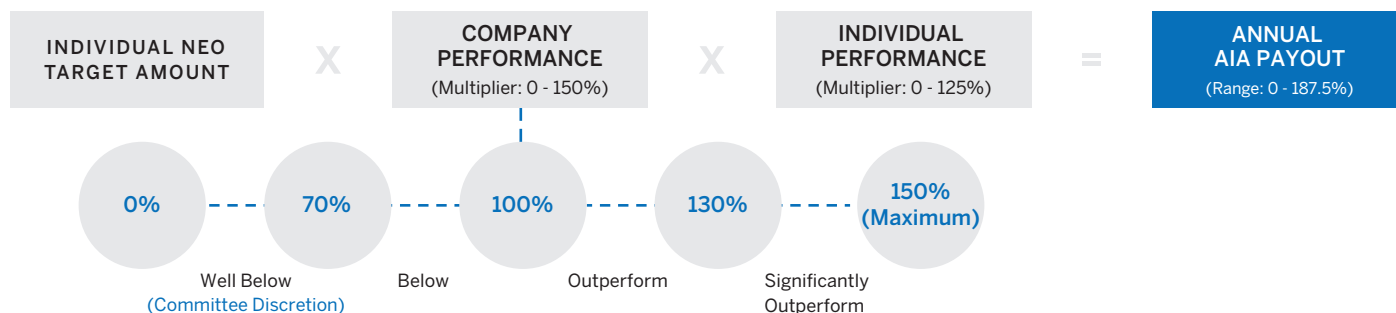 INDIVIDUAL NEO
TARGET AMOUNT
X
COMPANY
PERFORMANCE
(Multiplier: 0 - 150%)
X
INDIVIDUAL
PERFORMANCE
(Multiplier: 0 - 125%)
=
ANNUAL
AIA PAYOUT
(Range: 0 - 187.5%)
0%
70%
100%
130%
150%
(Maximum)
Well Below
(Committee Discretion)
Below
Outperform
Significantly
Outperform